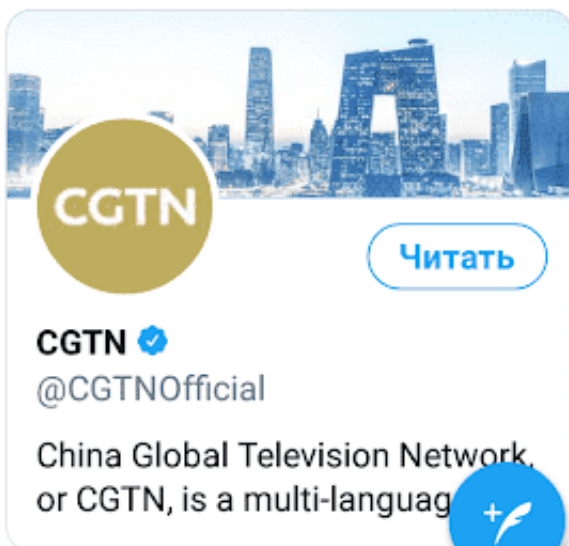 CGTN
Читать
CGTN
@CGTNOfficial
China Global Television Network,
or CGTN, is a multi-languag